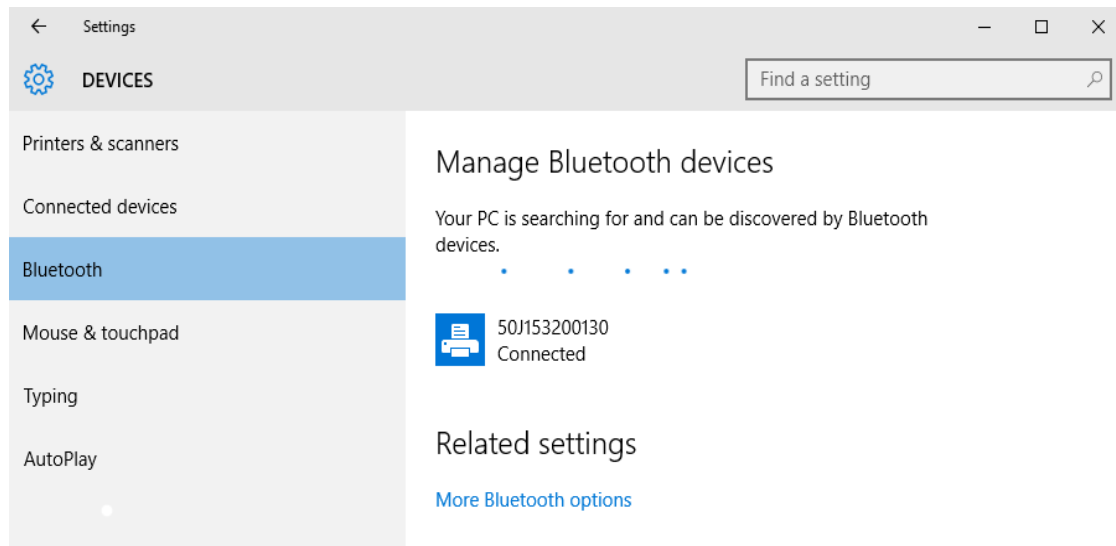 Settings
DEVICES
Find a setting
Printers & scanners
Connected devices
Bluetooth
Mouse & touchpad
Typing
AutoPlay
Manage Bluetooth devices
Your PC is searching for and can be discovered by Bluetooth
devices.
50J153200130
Connected
Related settings
More Bluetooth options